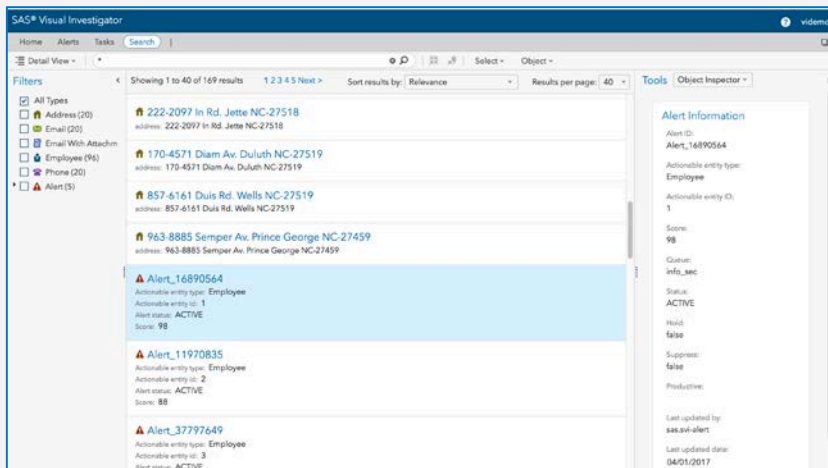 SAS® Visual Investigator
videmo
Home Alerts Tasks Search
Detail View
*
Select
Object
Filters
All Types
Address (20)
Email (20)
Email With Attachm
Employee (96)
Phone (20)
Alert (5)
Showing 1 to 40 of 169 results
1 2 3 4 5 Next >
Sort results by: Relevance
Results per page: 40
222-2097 In Rd. Jette NC-27518
address: 222-2097 In Rd. Jette NC-27518
170-4571 Diam Av. Duluth NC-27519
address: 170-4571 Diam Av. Duluth NC-27519
857-6161 Duis Rd. Wells NC-27519
address: 857-6161 Duis Rd. Wells NC-27519
963-8885 Semper Av. Prince George NC-27459
address: 963-8885 Semper Av. Prince George NC-27459
Alert_16890564
Actionable entity type: Employee
Actionable entity id: 1
Alert status: ACTIVE
Score: 98
Alert_11970835
Actionable entity type: Employee
Actionable entity id: 2
Alert status: ACTIVE
Score: 88
Alert_37797649
Actionable entity type: Employee
Actionable entity id: 3
Alert status: ACTIVE
Tools
Object Inspector
Alert Information
Alert ID:
Alert_16890564
Actionable entity type:
Employee
Actionable entity ID:
1
Score:
98
Queue:
info_sec
Status:
ACTIVE
Hold:
false
Suppress:
false
Productive:
Last updated by:
sas.svi-alert
Last updated date:
04/01/2017